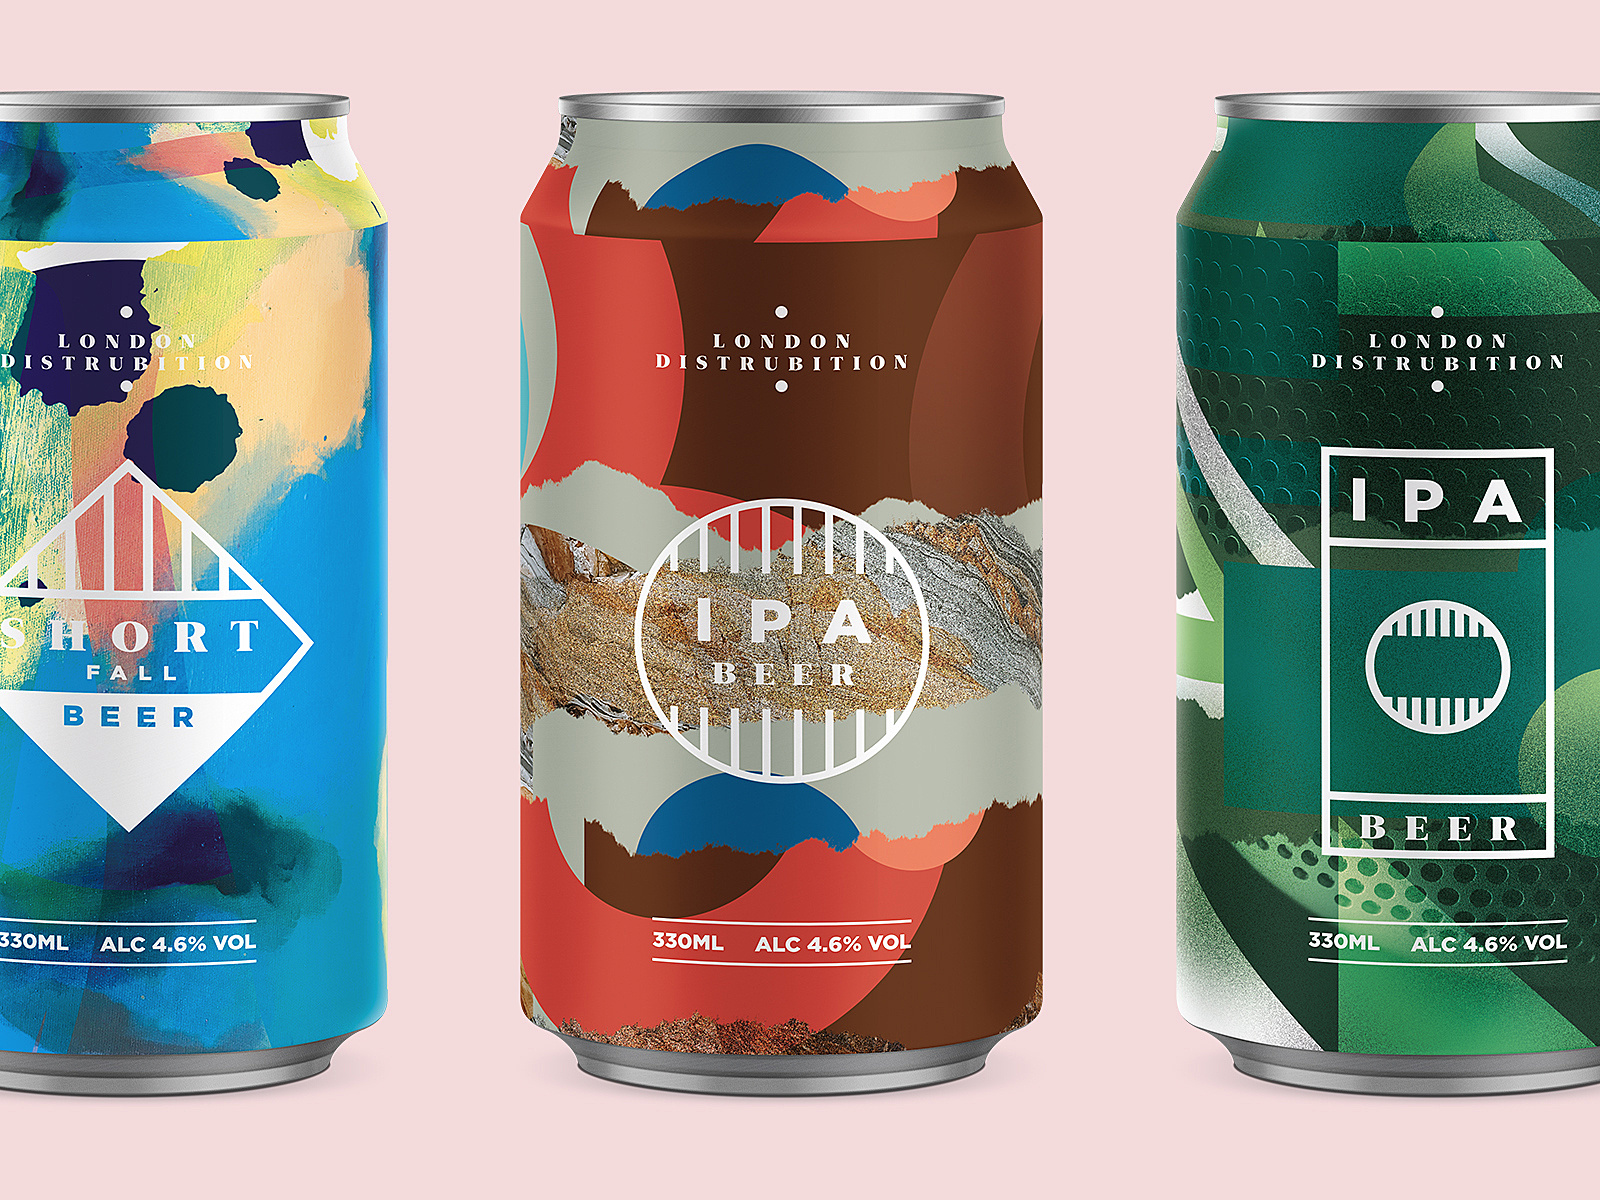 LONDON
DISTRUBITION
SHORT
FALL
BEER
330ML ALC 4.6% VOL
LONDON
DISTRUBITION
IPA
BEER
330ML ALC 4.6% VOL
LONDON
DISTRUBITION
IPA
BEER
330ML ALC 4.6% VOL